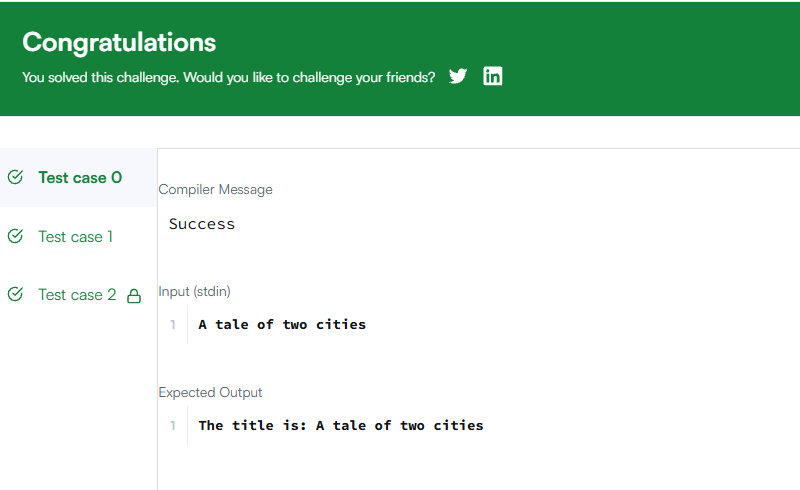 Congratulations
You solved this challenge. Would you like to challenge your friends?
Test case 0
Test case 1
Test case 2
Compiler Message
Success
Input (stdin)
1 A tale of two cities
Expected Output
1 The title is: A tale of two cities